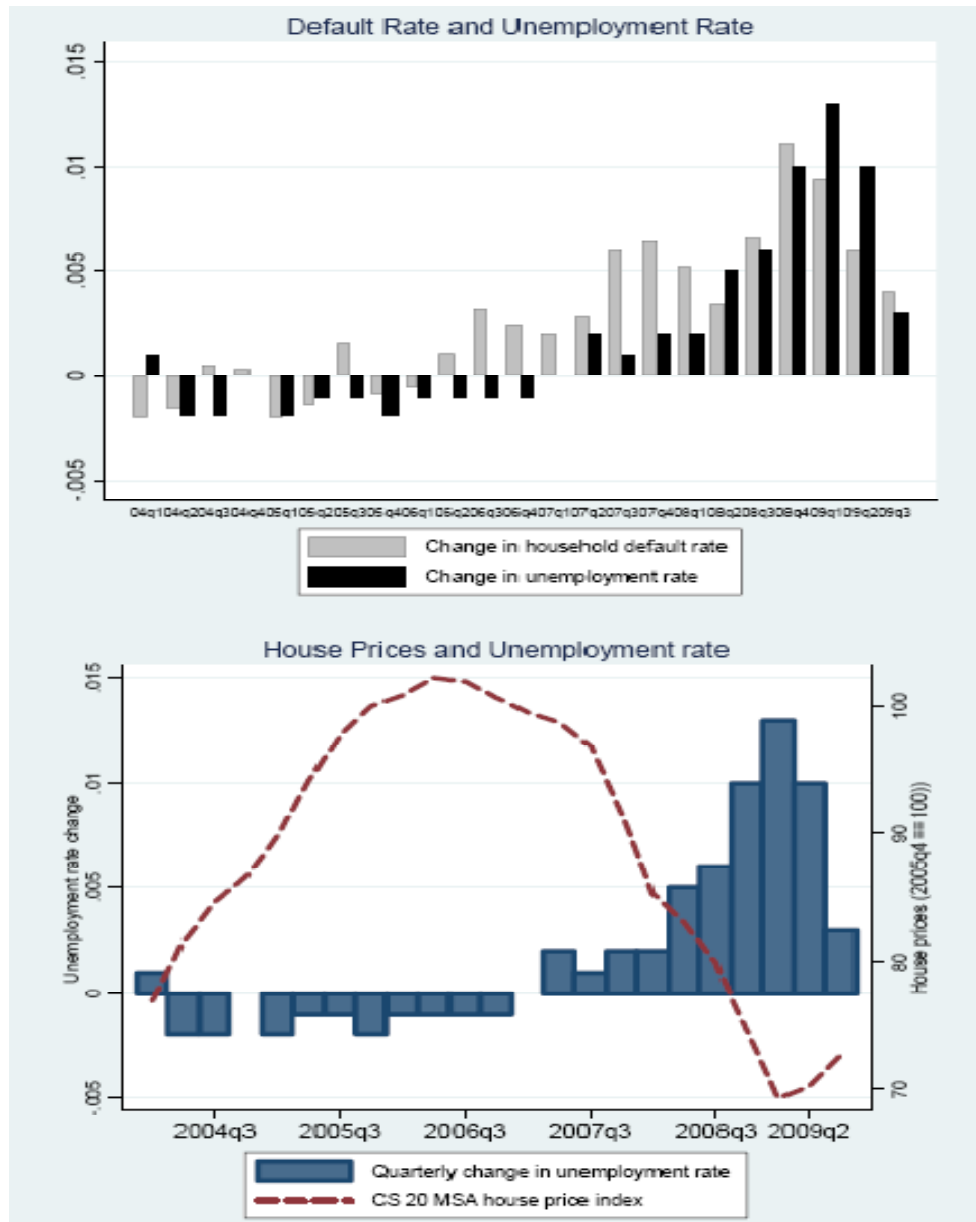 Default Rate and Unemployment Rate
.015
.01
.005
0
-.005
04q104q204q304q405q105q205q305q406q106q206q306q407q107q207q307q408q108q208q308q409q109q209q3
Change in household default rate
Change in unemployment rate
House Prices and Unemployment rate
.015
.01
.005
0
-.005
Unemployment rate change
100
90
80
70
House prices (2005q4 == 100))
2004q3 2005q3 2006q3 2007q3 2008q3 2009q2
Quarterly change in unemployment rate
CS 20 MSA house price index